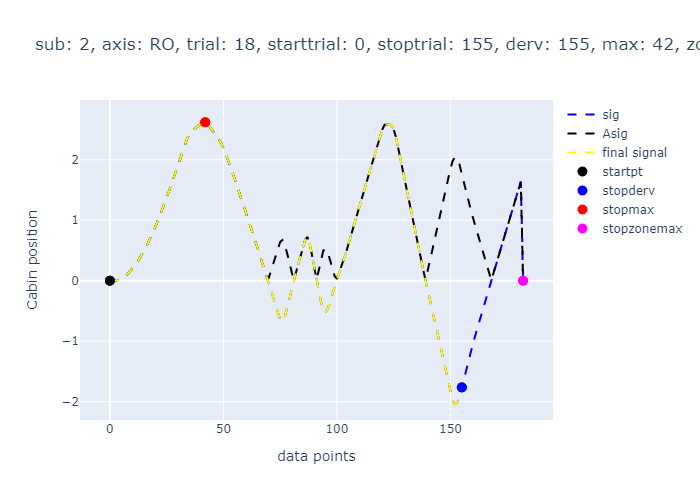 sub: 2, axis: RO, trial: 18, starttrial: 0, stoptrial: 155, derv: 155, max: 42,
sig
Asig
final signal
startpt
stopderv
stopmax
stopzonemax
Cabin position
2
1
0
−1
−2
0
50
100
150
data points